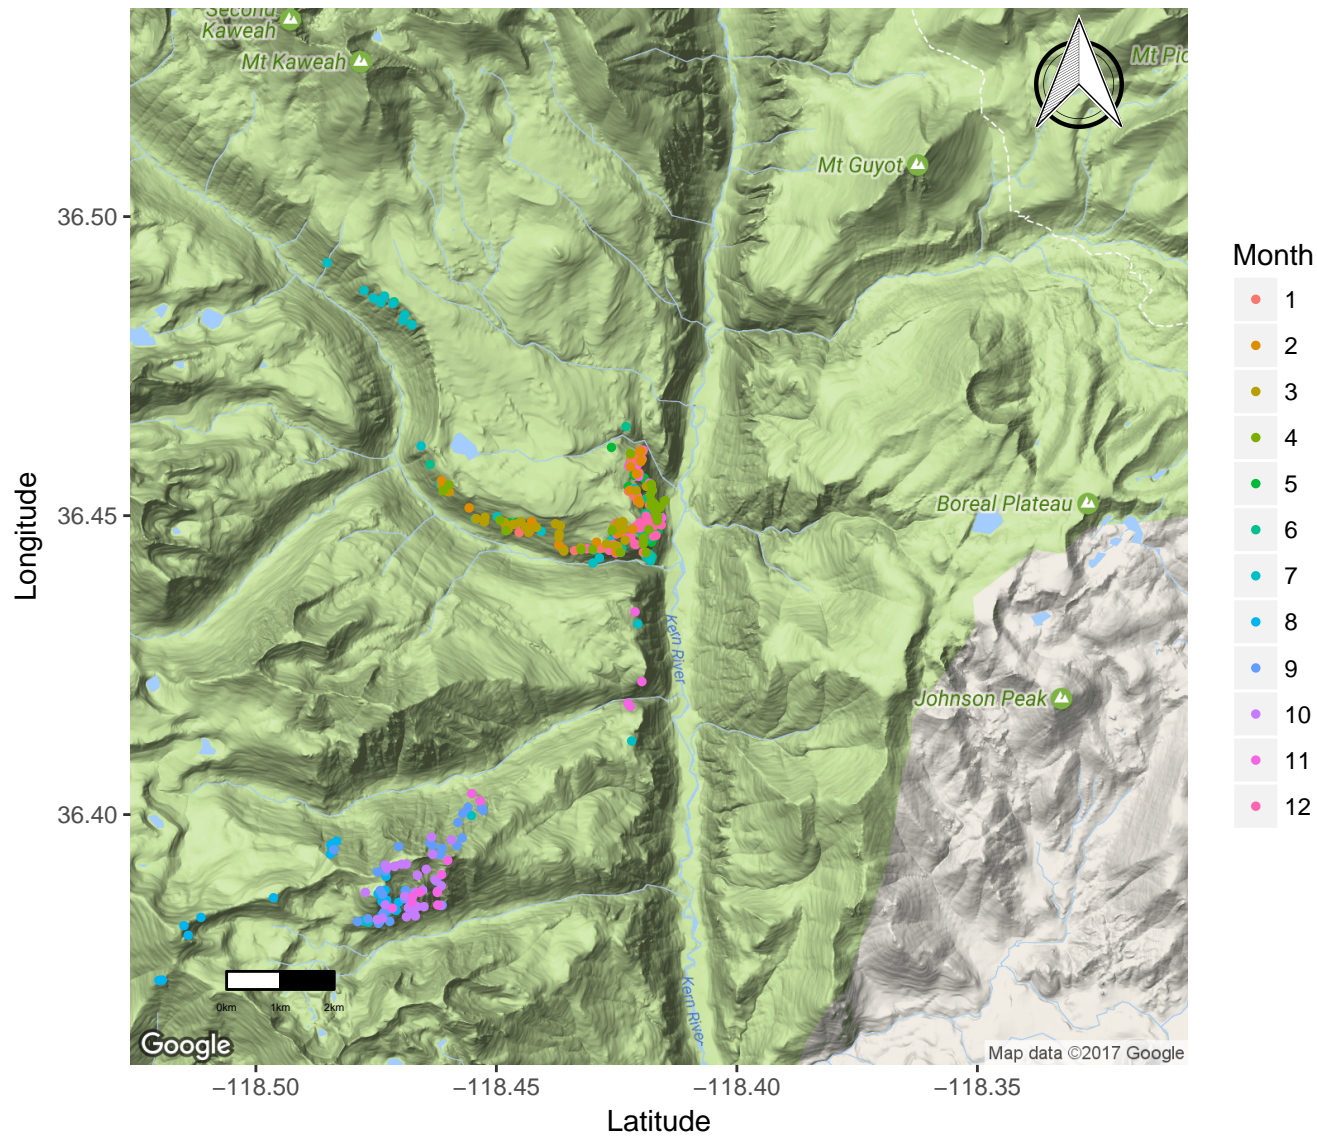 Second
Kaweah
Mt Kaweah
Mt Pic
Mt Guyot
Boreal Plateau
Johnson Peak
Kern River
Kern River
0km 1km 2km
Google
Map data ©2017 Google
36.50
36.45
36.40
Longitude
−118.50 −118.45 −118.40 −118.35
Latitude
Month
1
2
3
4
5
6
7
8
9
10
11
12